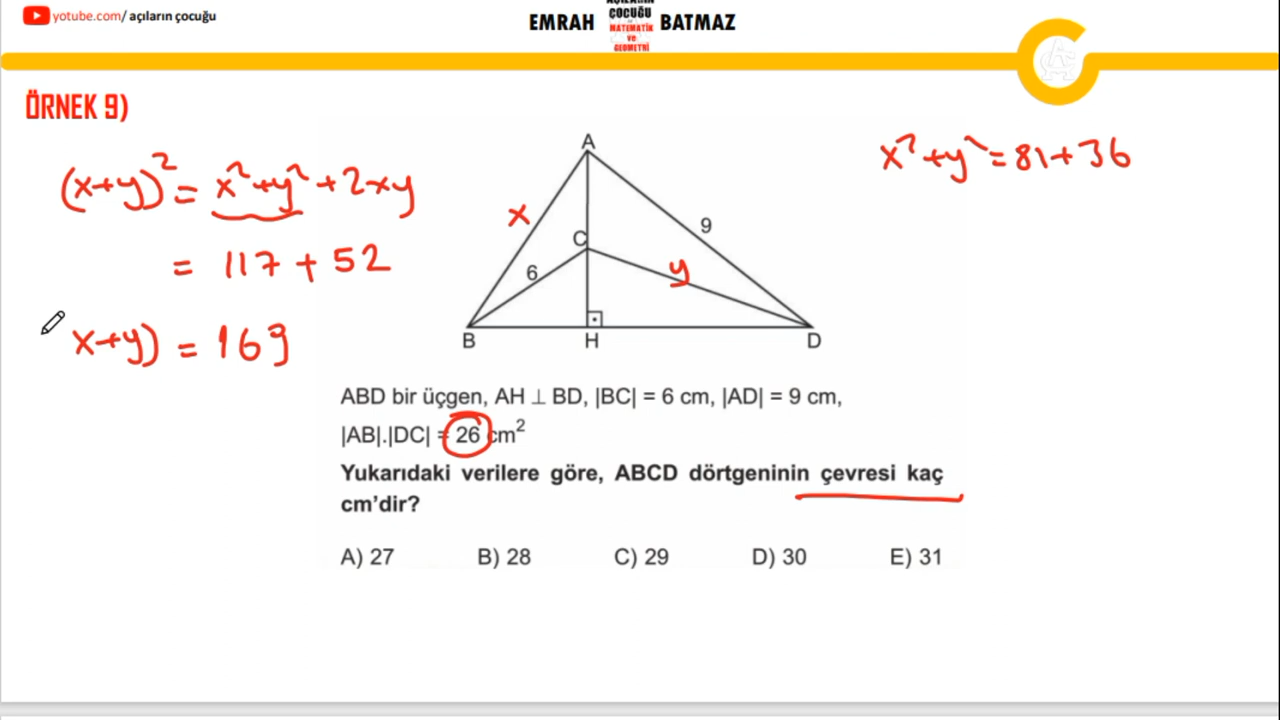 yotube.com/ açıların çocuğu
EMRAH
ÇOCUĞU
MATEMATİK
ve
GEOMETRİ
BATMAZ
ÖRNEK 9)
(x+y)² = x²+y²+2xy
= 117 + 52
x+y) = 169
x²+y²=81+36
A
x
9
C
6
y
B
H
D
ABD bir üçgen, AH ⊥ BD, |BC| = 6 cm, |AD| = 9 cm,
|AB|.|DC| = 26 cm²
Yukarıdaki verilere göre, ABCD dörtgeninin çevresi kaç
cm'dir?
A) 27 B) 28 C) 29 D) 30 E) 31